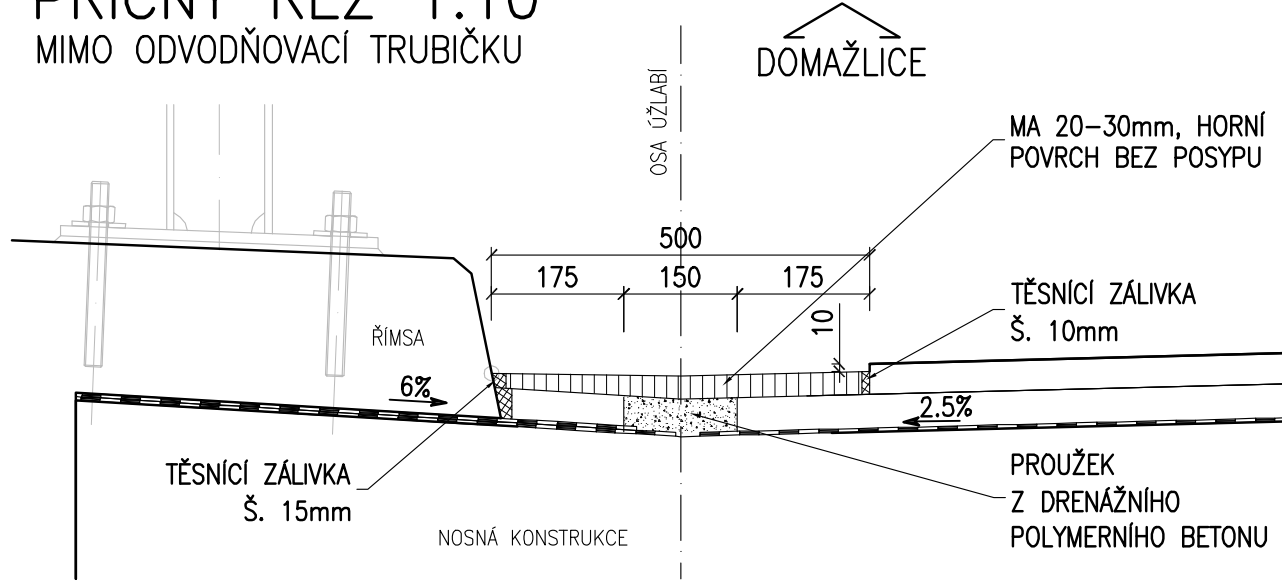 PŘÍČNÝ ŘEZ 1:10
MIMO ODVODŇOVACÍ TRUBIČKU
DOMAŽLICE
OSA ÚŽLABÍ
MA 20-30mm, HORNÍ
POVRCH BEZ POSYPU
500
175
150
175
10
TĚSNÍCÍ ZÁLIVKA
Š. 10mm
ŘÍMSA
6%
2.5%
TĚSNÍCÍ ZÁLIVKA
Š. 15mm
NOSNÁ KONSTRUKCE
PROUŽEK
Z DRENÁŽNÍHO
POLYMERNÍHO BETONU